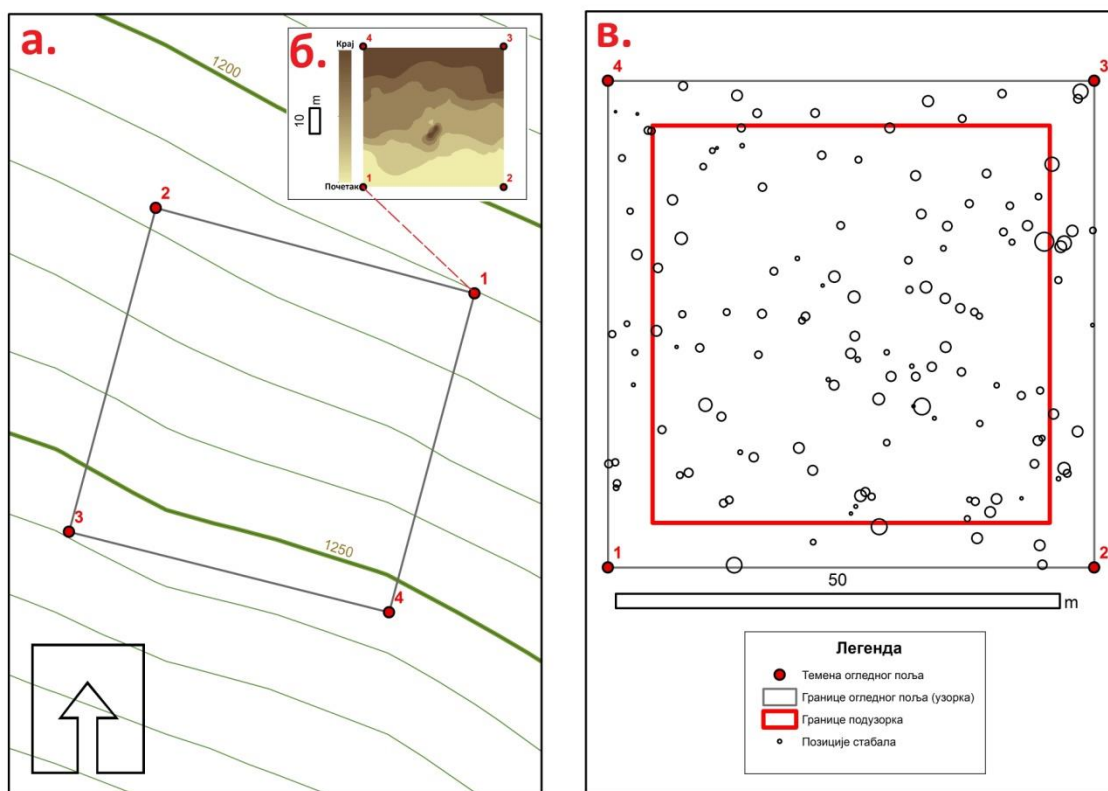 а.
1200
2
1
3
1250
4
б.
Крај
4
3
10
m
Почетак
1
2
в.
4
3
1
2
50
m
Легенда
Темена огледног поља
Границе огледног поља (узорка)
Границе подузорка
Позиције стабала